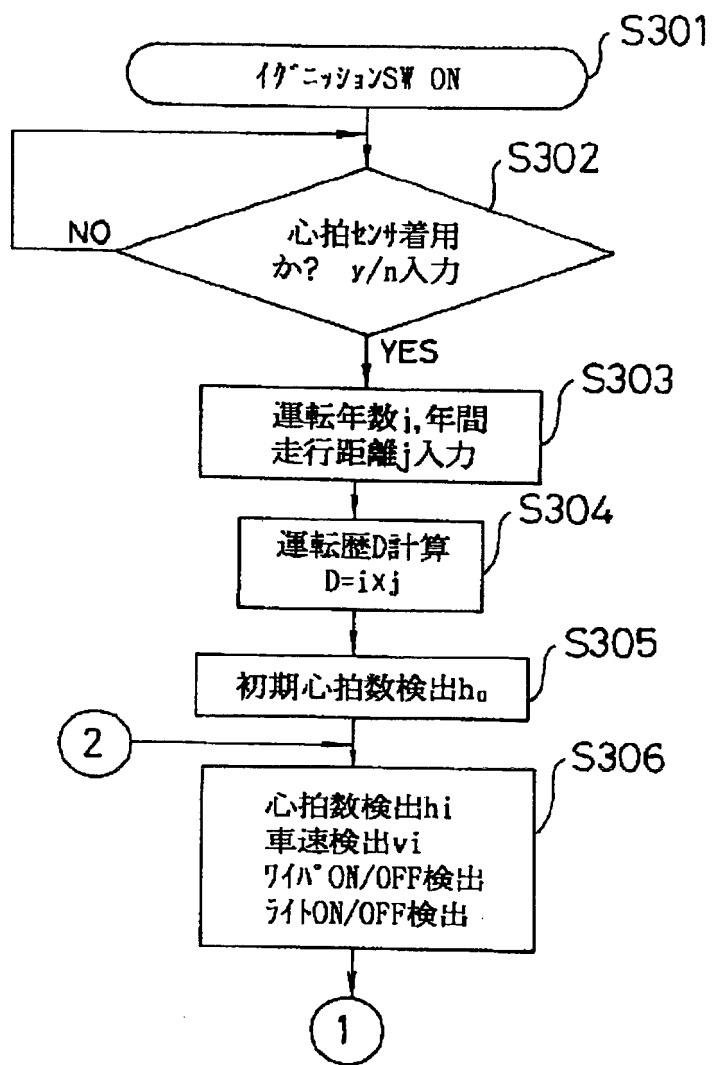 S301
イグニッションSW ON
S302
心拍センサ着用
か? y/n入力
NO
YES
S303
運転年数j,年間
走行距離j入力
S304
運転歴D計算
D=i×j
S305
初期心拍数検出h₀
2
S306
心拍数検出hi
車速検出vi
ワイパON/OFF検出
ライトON/OFF検出
1